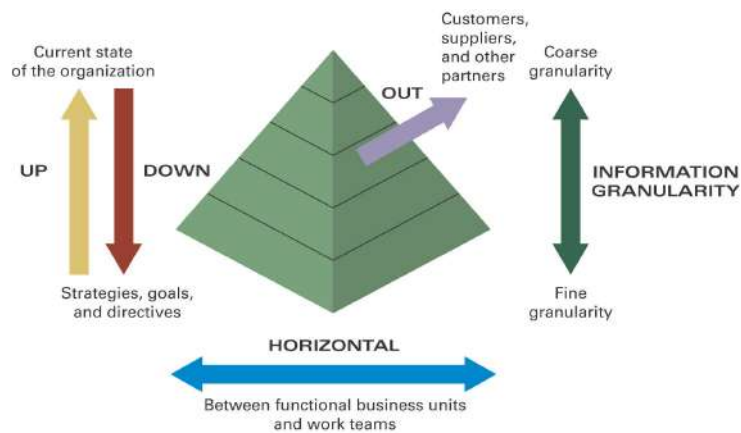 Current state
of the organization
UP
DOWN
Strategies, goals,
and directives
OUT
Customers,
suppliers,
and other
partners
Coarse
granularity
INFORMATION
GRANULARITY
Fine
granularity
HORIZONTAL
Between functional business units
and work teams